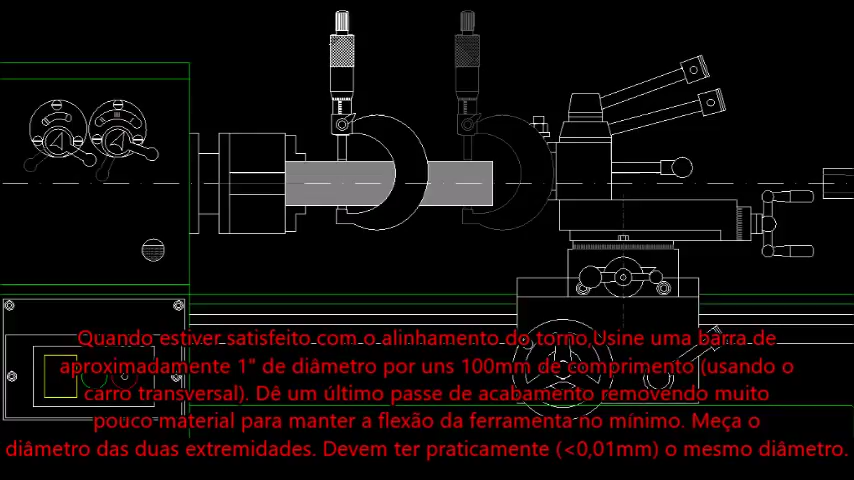 Quando estiver satisfeito com o alinhamento do torno,Usine uma barra de
aproximadamente 1" de diâmetro por uns 100mm de comprimento (usando o
carro transversal). Dê um último passe de acabamento removendo muito
pouco material para manter a flexão da ferramenta no mínimo. Meça o
diâmetro das duas extremidades. Devem ter praticamente (<0,01mm) o mesmo diâmetro.